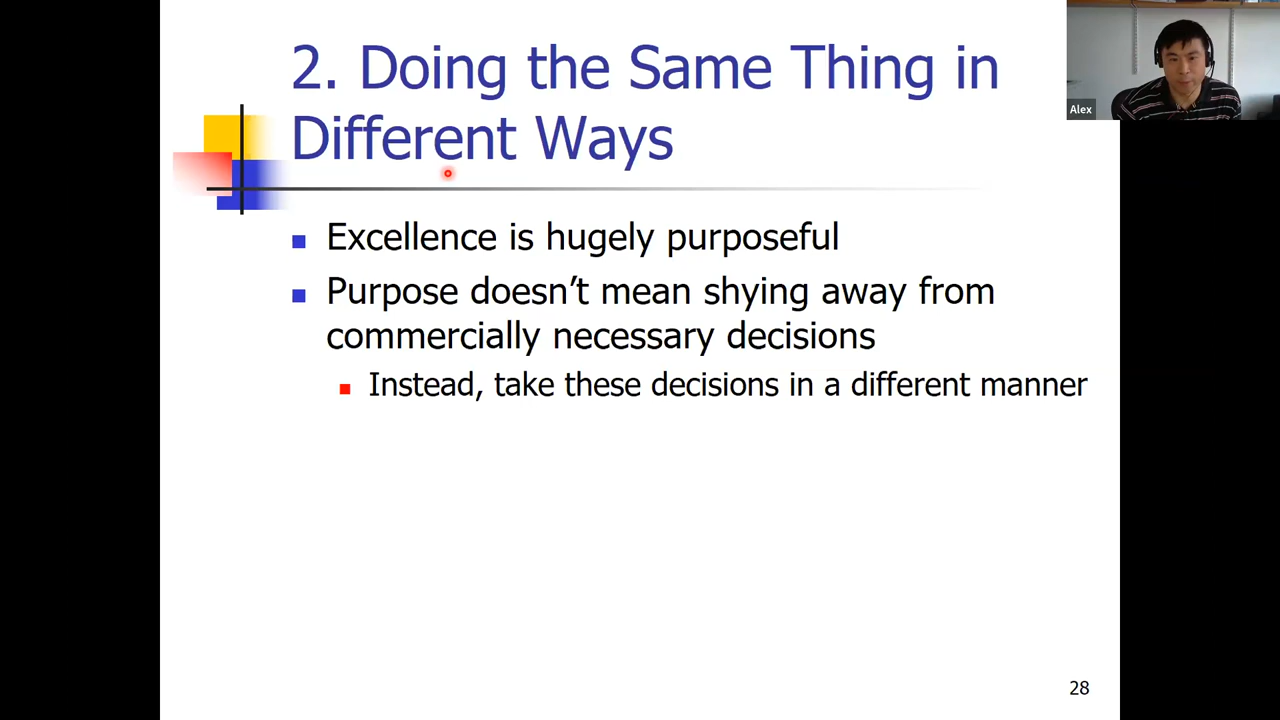 2. Doing the Same Thing in
Different Ways
Alex
Excellence is hugely purposeful
Purpose doesn’t mean shying away from
commercially necessary decisions
Instead, take these decisions in a different manner
28